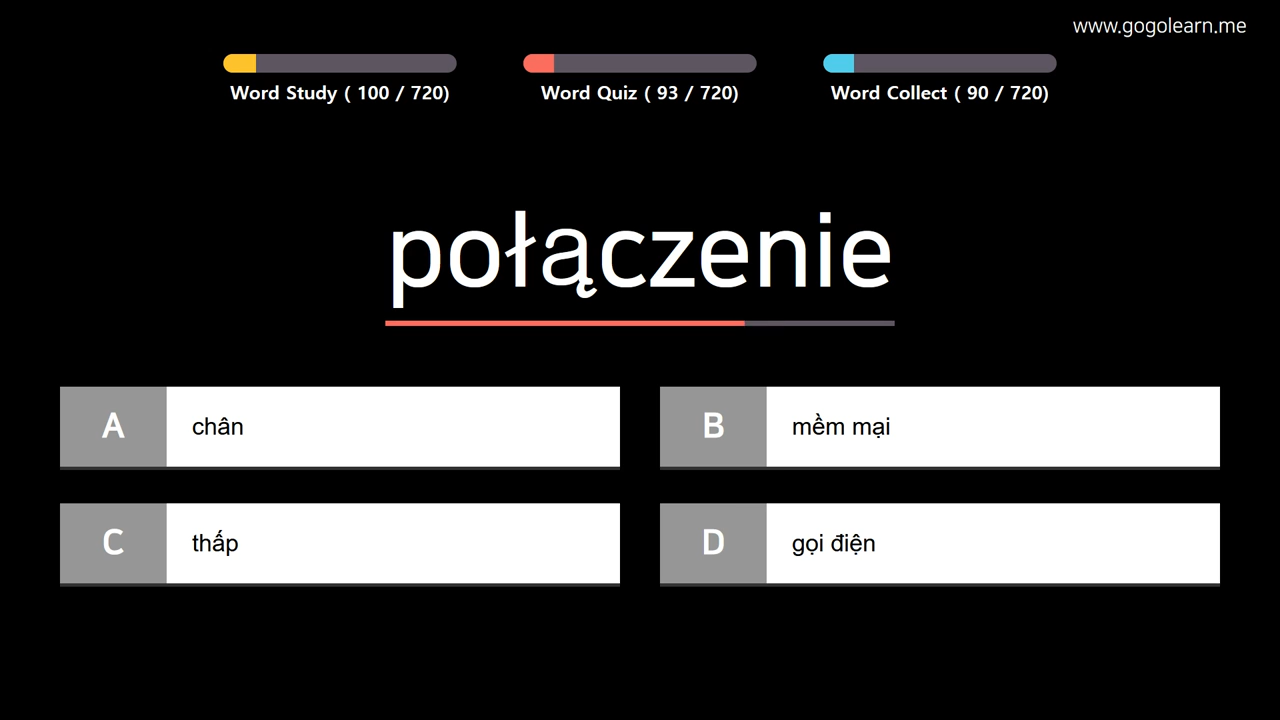 www.gogolearn.me
Word Study ( 100 / 720)
Word Quiz ( 93 / 720)
Word Collect ( 90 / 720)
połączenie
A chân
B mềm mại
C thấp
D gọi điện